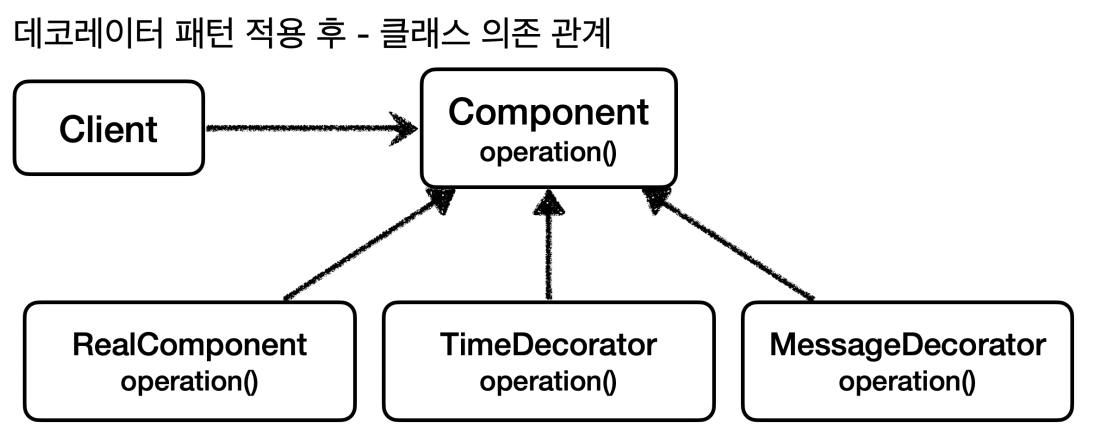 데코레이터 패턴 적용 후 - 클래스 의존 관계
Client
Component
operation()
RealComponent
operation()
TimeDecorator
operation()
MessageDecorator
operation()